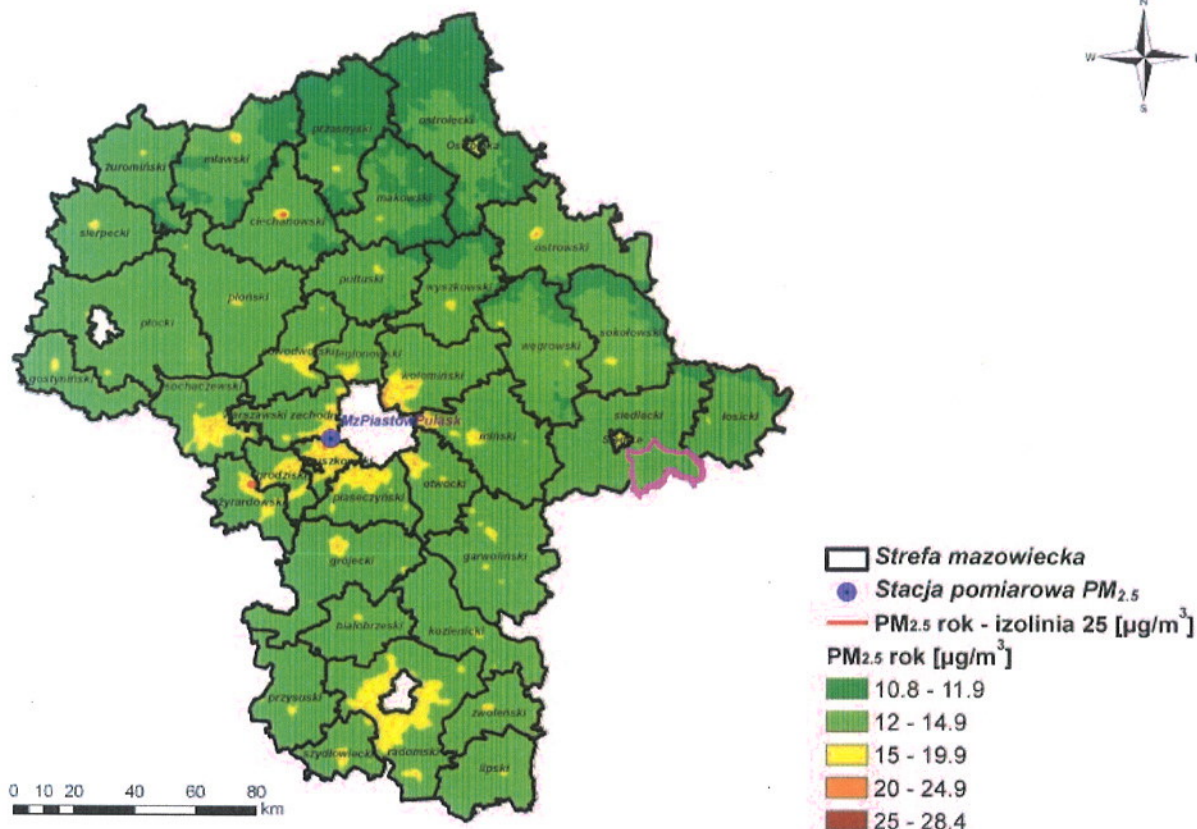 N
W
E
S
ostrołęcki
przasnyski
Ostrołęka
mławski
żuromiński
makowski
ciechanowski
sierpecki
ostrowski
pułtuski
wyszkowski
płoński
sokołowski
płocki
węgrowski
legionowski
gostyniński
wołomiński
sochaczewski
siedlecki
łosicki
warszawski zachodni
MzPiastówPułask
miński
Siedlce
pruszkowski
grodziski
otwocki
piaseczyński
żyrardowski
garwoliński
grójecki
białobrzeski
kozienicki
przysuski
zwoleński
szydłowiecki
radomski
lipski
Strefa mazowiecka
Stacja pomiarowa PM2.5
PM2.5 rok - izolinia 25 [µg/m³]
PM2.5 rok [µg/m³]
10.8 - 11.9
12 - 14.9
15 - 19.9
20 - 24.9
25 - 28.4
0 10 20 40 60 80
km